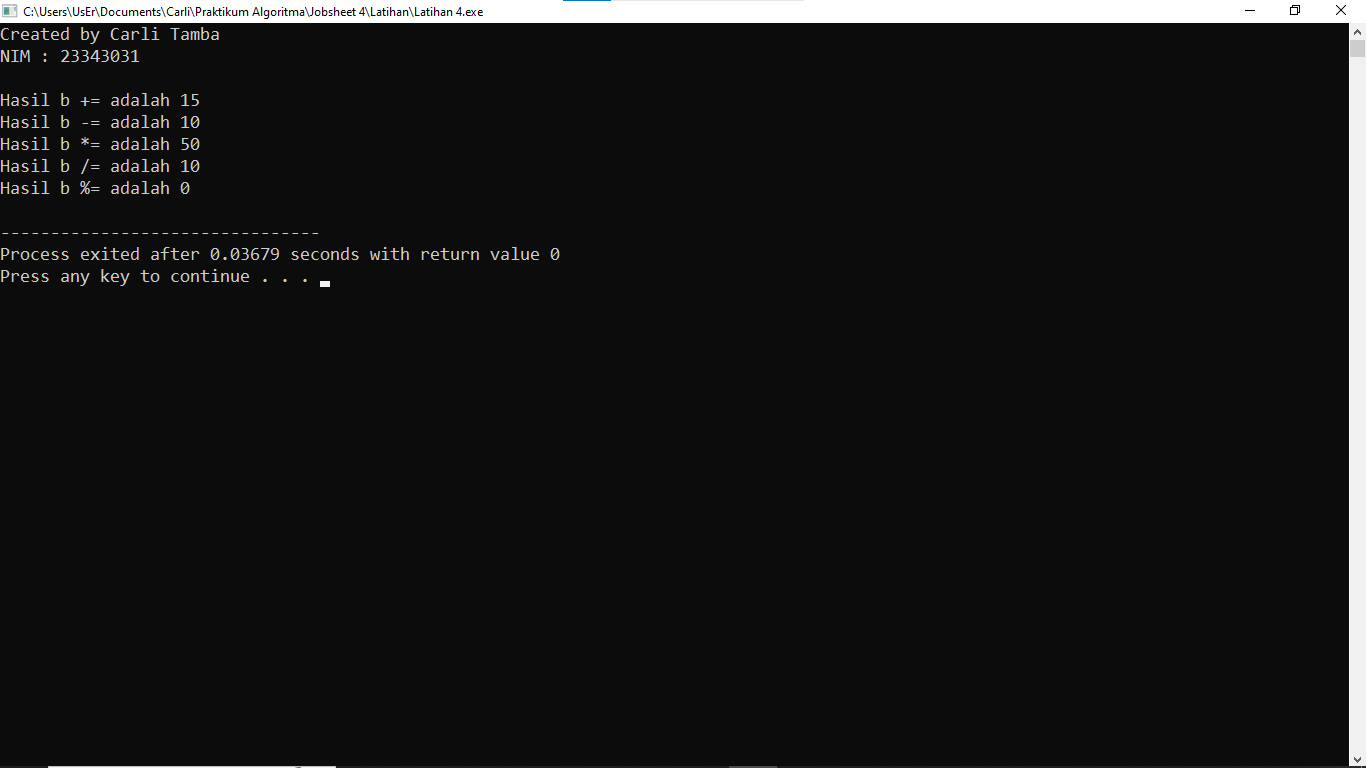 C:\Users\UsEr\Documents\Carli\Praktikum Algoritma\Jobsheet 4\Latihan\Latihan 4.exe
Created by Carli Tamba
NIM : 23343031
Hasil b += adalah 15
Hasil b -= adalah 10
Hasil b *= adalah 50
Hasil b /= adalah 10
Hasil b %= adalah 0
--------------------------------
Process exited after 0.03679 seconds with return value 0
Press any key to continue . . .